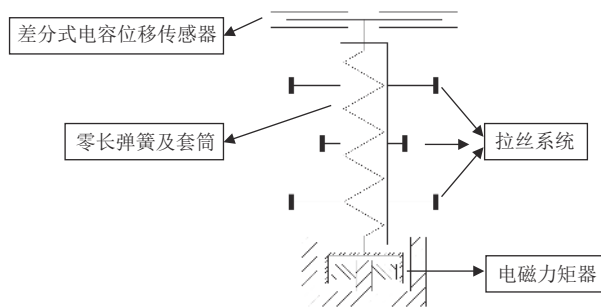 差分式电容位移传感器
零长弹簧及套筒
拉丝系统
电磁力矩器